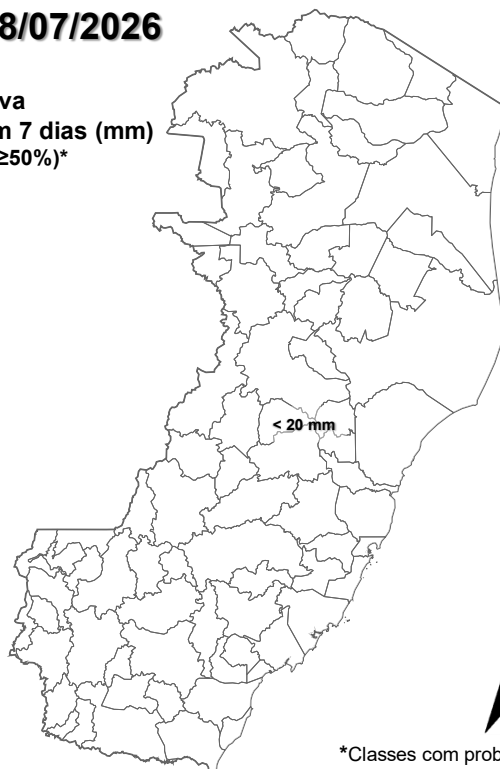 8/07/2026
va
m 7 dias (mm)
≥50%)*
< 20 mm
*Classes com prob